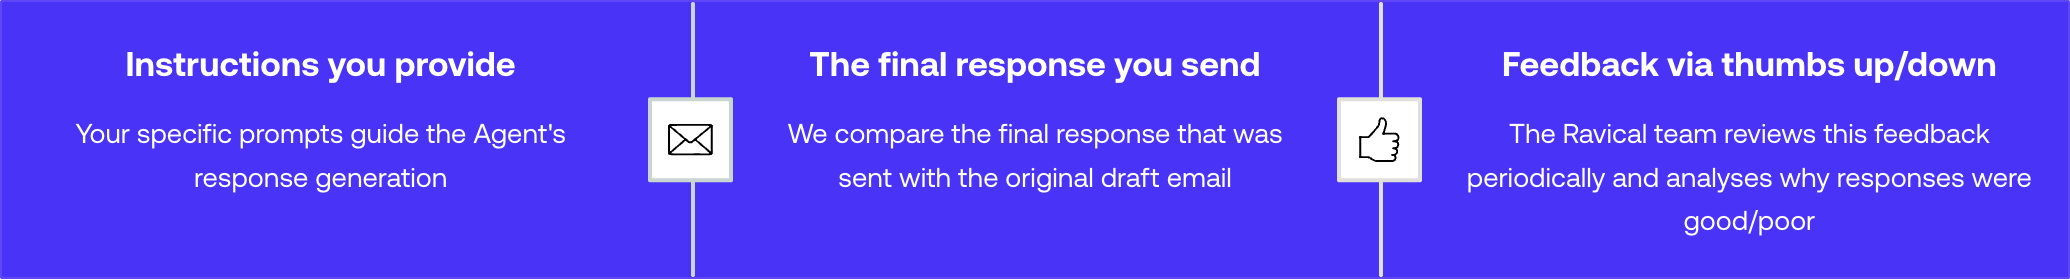 Instructions you provide
Your specific prompts guide the Agent's
response generation
The final response you send
We compare the final response that was
sent with the original draft email
Feedback via thumbs up/down
The Ravical team reviews this feedback
periodically and analyses why responses were
good/poor